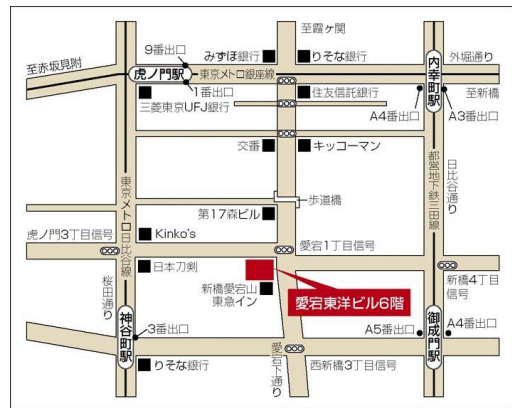 至霞ヶ関
9番出口
みずほ銀行
りそな銀行
内幸町駅
外堀通り
至赤坂見附
虎ノ門駅
東京メトロ銀座線
1番出口
三菱東京UFJ銀行
住友信託銀行
至新橋
A4番出口
A3番出口
交番
キッコーマン
東京メトロ日比谷線
都営地下鉄三田線
日比谷通り
歩道橋
第17森ビル
虎ノ門3丁目信号
Kinko's
愛宕1丁目信号
日本刀剣
桜田通り
新橋愛宕山
東急イン
愛宕東洋ビル6階
新橋4丁目
信号
神谷町駅
3番出口
愛宕下通り
A5番出口
御成門駅
A4番出口
りそな銀行
西新橋3丁目信号